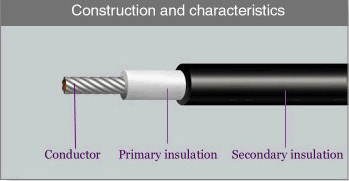 Construction and characteristics
Conductor Primary insulation Secondary insulation